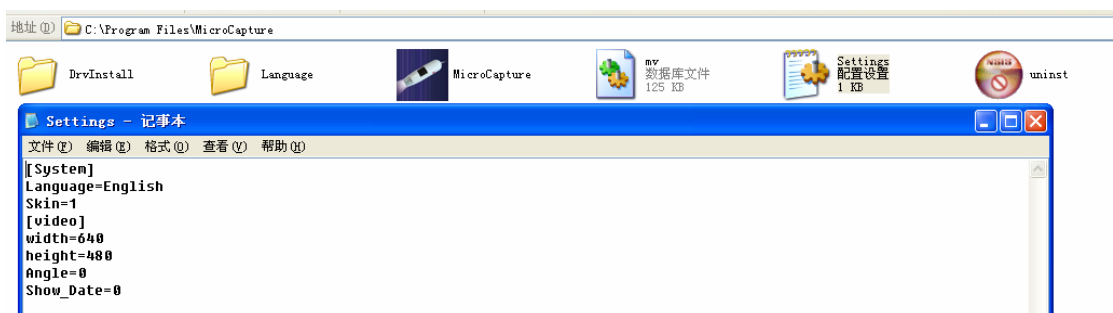 地址(D) C:\Program Files\MicroCapture
DrvInstall
Language
MicroCapture
mv
数据库文件
125 KB
Settings
配置设置
1 KB
NSIS
uninst
Settings - 记事本
文件(F) 编辑(E) 格式(O) 查看(V) 帮助(H)
[System]
Language=English
Skin=1
[video]
width=640
height=480
Angle=0
Show_Date=0